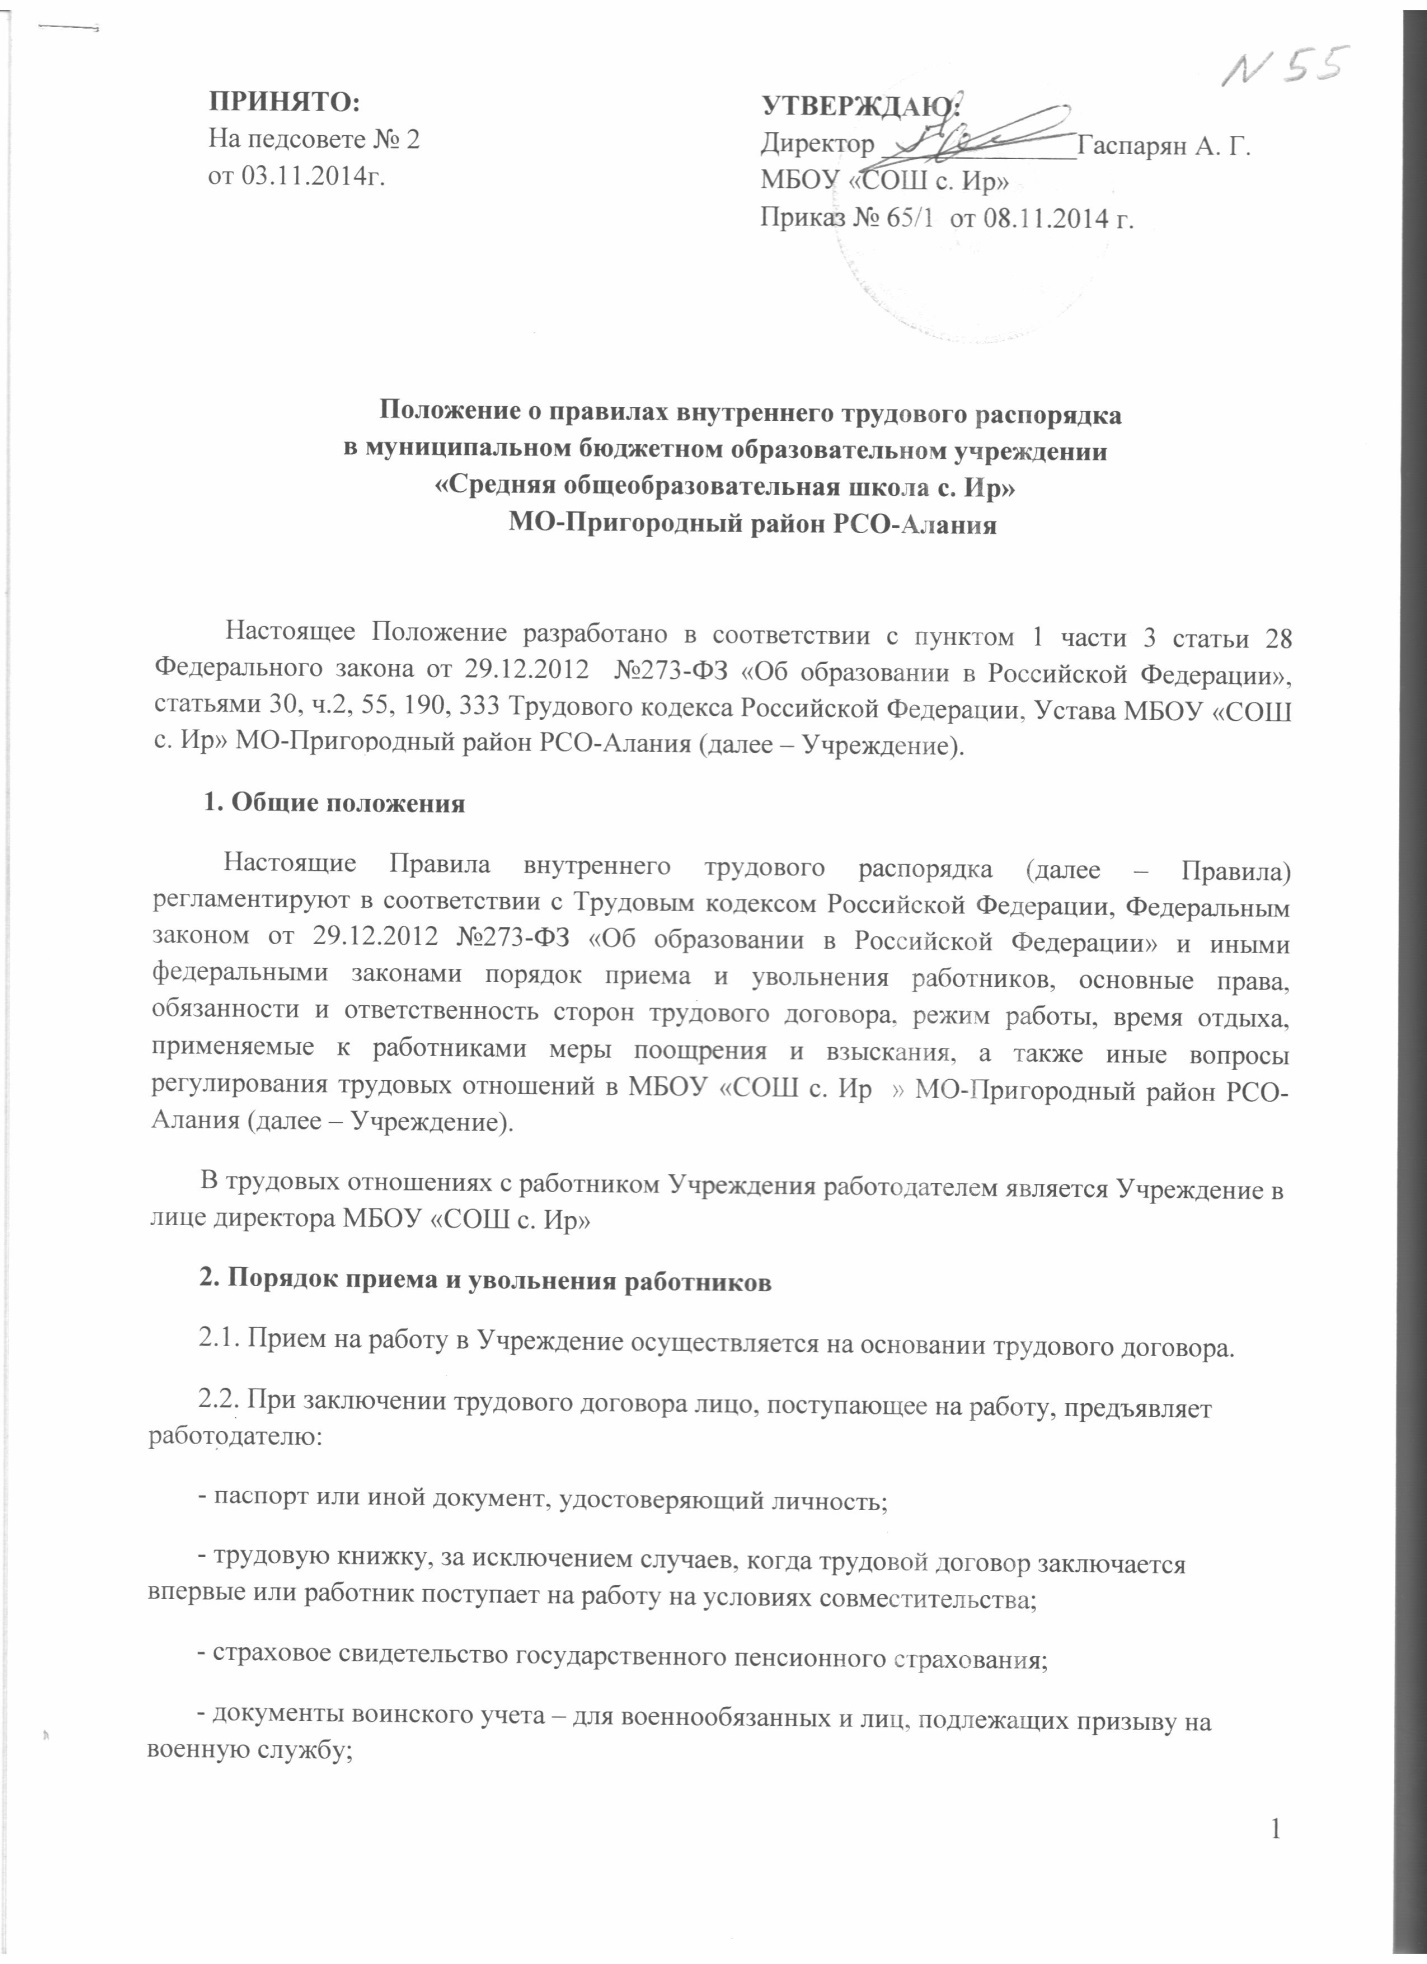 N 55
ПРИНЯТО:
На педсовете № 2
от 03.11.2014г.
УТВЕРЖДАЮ:
Директор ______________Гаспарян А. Г.
МБОУ «СОШ с. Ир»
Приказ № 65/1 от 08.11.2014 г.
Положение о правилах внутреннего трудового распорядка
в муниципальном бюджетном образовательном учреждении
«Средняя общеобразовательная школа с. Ир»
МО-Пригородный район РСО-Алания
Настоящее Положение разработано в соответствии с пунктом 1 части 3 статьи 28
Федерального закона от 29.12.2012 №273-ФЗ «Об образовании в Российской Федерации»,
статьями 30, ч.2, 55, 190, 333 Трудового кодекса Российской Федерации, Устава МБОУ «СОШ
с. Ир» МО-Пригородный район РСО-Алания (далее – Учреждение).
1. Общие положения
Настоящие Правила внутреннего трудового распорядка (далее – Правила)
регламентируют в соответствии с Трудовым кодексом Российской Федерации, Федеральным
законом от 29.12.2012 №273-ФЗ «Об образовании в Российской Федерации» и иными
федеральными законами порядок приема и увольнения работников, основные права,
обязанности и ответственность сторон трудового договора, режим работы, время отдыха,
применяемые к работниками меры поощрения и взыскания, а также иные вопросы
регулирования трудовых отношений в МБОУ «СОШ с. Ир » МО-Пригородный район РСО-
Алания (далее – Учреждение).
В трудовых отношениях с работником Учреждения работодателем является Учреждение в
лице директора МБОУ «СОШ с. Ир»
2. Порядок приема и увольнения работников
2.1. Прием на работу в Учреждение осуществляется на основании трудового договора.
2.2. При заключении трудового договора лицо, поступающее на работу, предъявляет
работодателю:
- паспорт или иной документ, удостоверяющий личность;
- трудовую книжку, за исключением случаев, когда трудовой договор заключается
впервые или работник поступает на работу на условиях совместительства;
- страховое свидетельство государственного пенсионного страхования;
- документы воинского учета – для военнообязанных и лиц, подлежащих призыву на
военную службу;
1